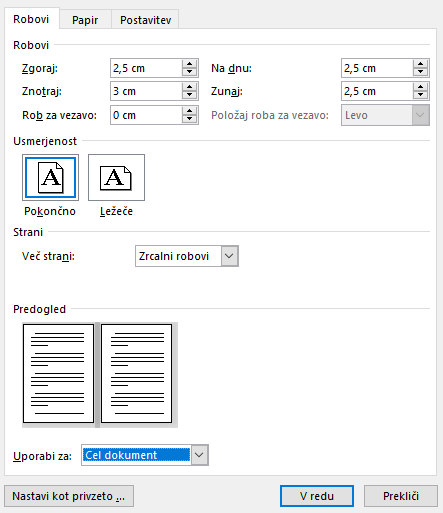 Robovi Papir Postavitev
Robovi
Zgoraj: 2,5 cm Na dnu: 2,5 cm
Znotraj: 3 cm Zunaj: 2,5 cm
Rob za vezavo: 0 cm Položaj roba za vezavo: Levo
Usmerjenost
A A
Pokončno Ležeče
Strani
Več strani: Zrcalni robovi
Predogled
Uporabi za: Cel dokument
Nastavi kot privzeto ... V redu Prekliči